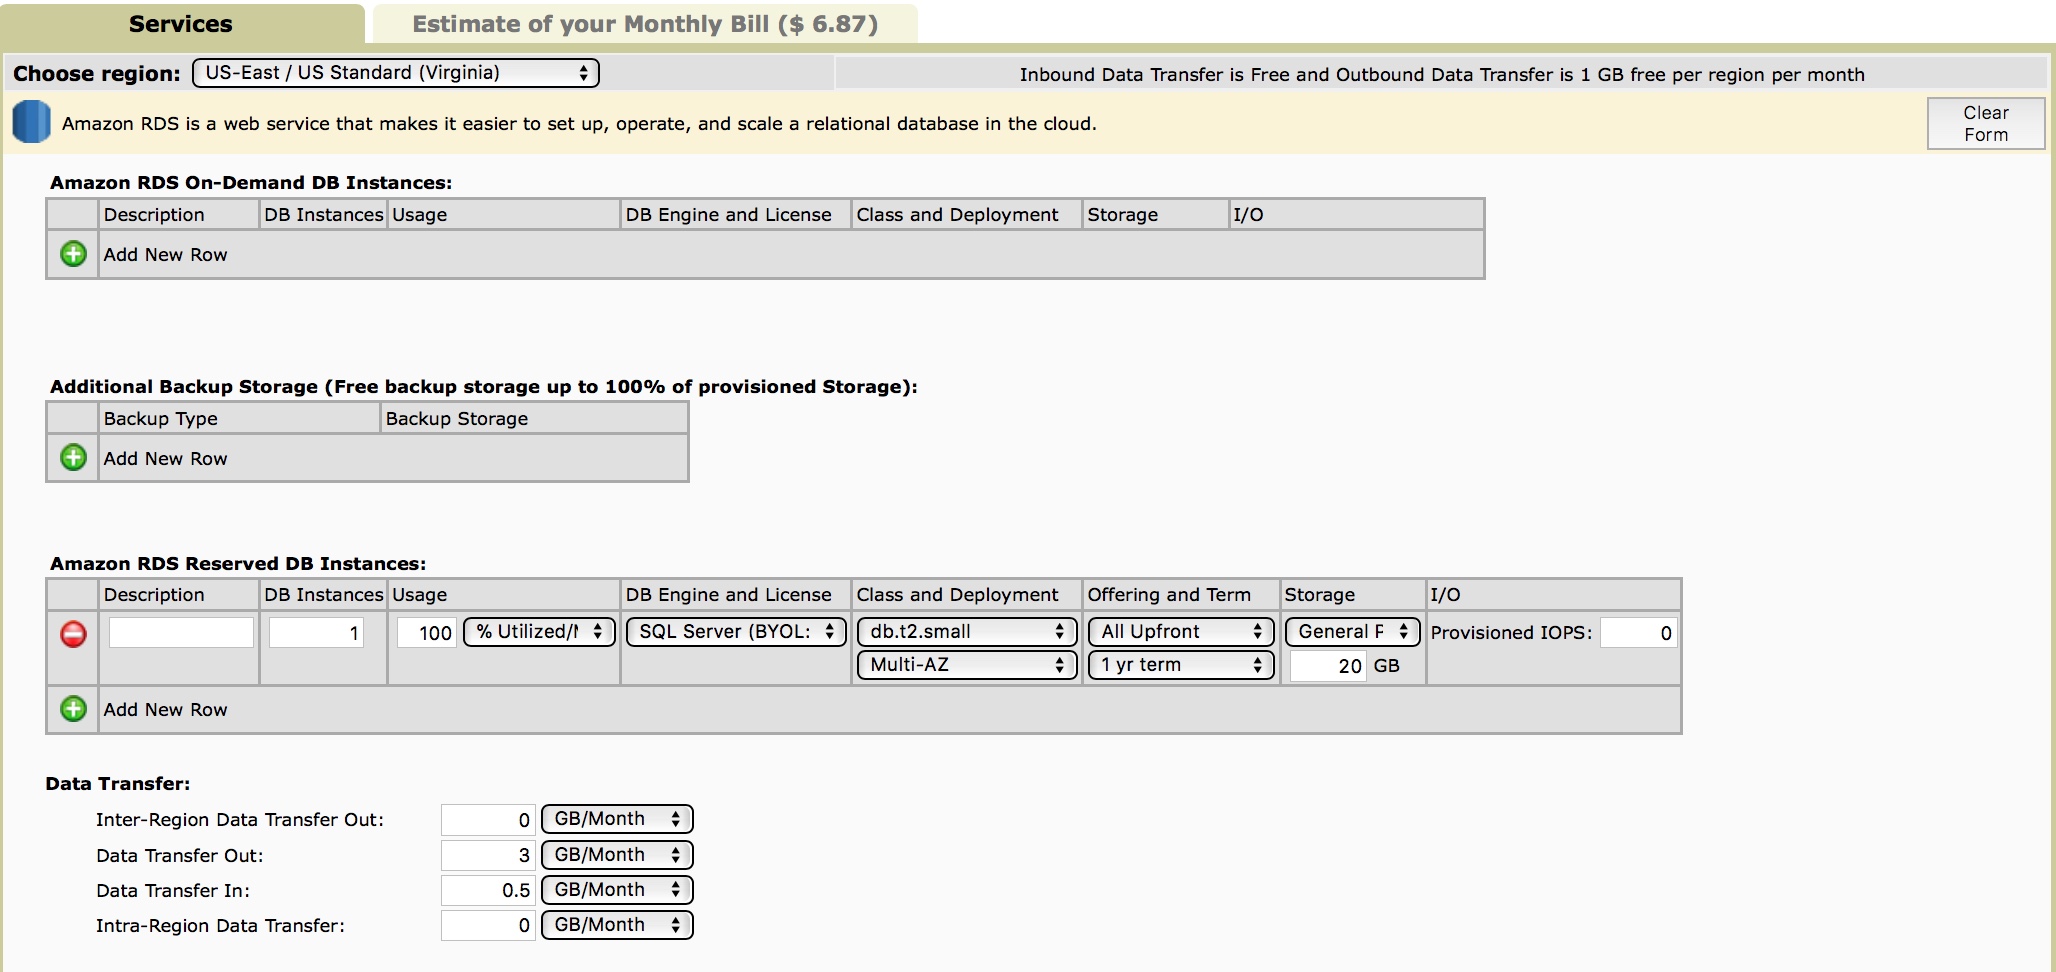 Services
Estimate of your Monthly Bill ($ 6.87)
Choose region: US-East / US Standard (Virginia)
Inbound Data Transfer is Free and Outbound Data Transfer is 1 GB free per region per month
Amazon RDS is a web service that makes it easier to set up, operate, and scale a relational database in the cloud.
Clear
Form
Amazon RDS On-Demand DB Instances:
Description DB Instances Usage DB Engine and License Class and Deployment Storage I/O
Add New Row
Additional Backup Storage (Free backup storage up to 100% of provisioned Storage):
Backup Type Backup Storage
Add New Row
Amazon RDS Reserved DB Instances:
Description DB Instances Usage DB Engine and License Class and Deployment Offering and Term Storage I/O
1 100 % Utilized/M SQL Server (BYOL: db.t2.small All Upfront General P Provisioned IOPS: 0
Multi-AZ 1 yr term 20 GB
Add New Row
Data Transfer:
Inter-Region Data Transfer Out: 0 GB/Month
Data Transfer Out: 3 GB/Month
Data Transfer In: 0.5 GB/Month
Intra-Region Data Transfer: 0 GB/Month